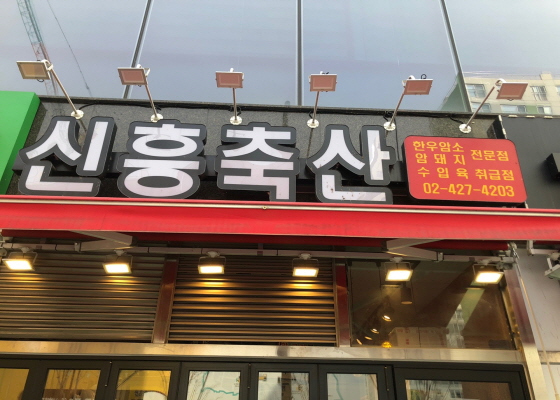 신흥축산
한우암소 전문점
암돼지
수입육 취급점
02-427-4203